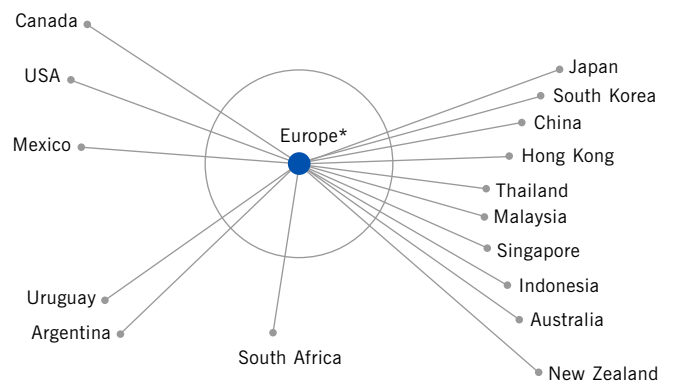 Canada
USA
Mexico
Uruguay
Argentina
Europe*
South Africa
Japan
South Korea
China
Hong Kong
Thailand
Malaysia
Singapore
Indonesia
Australia
New Zealand